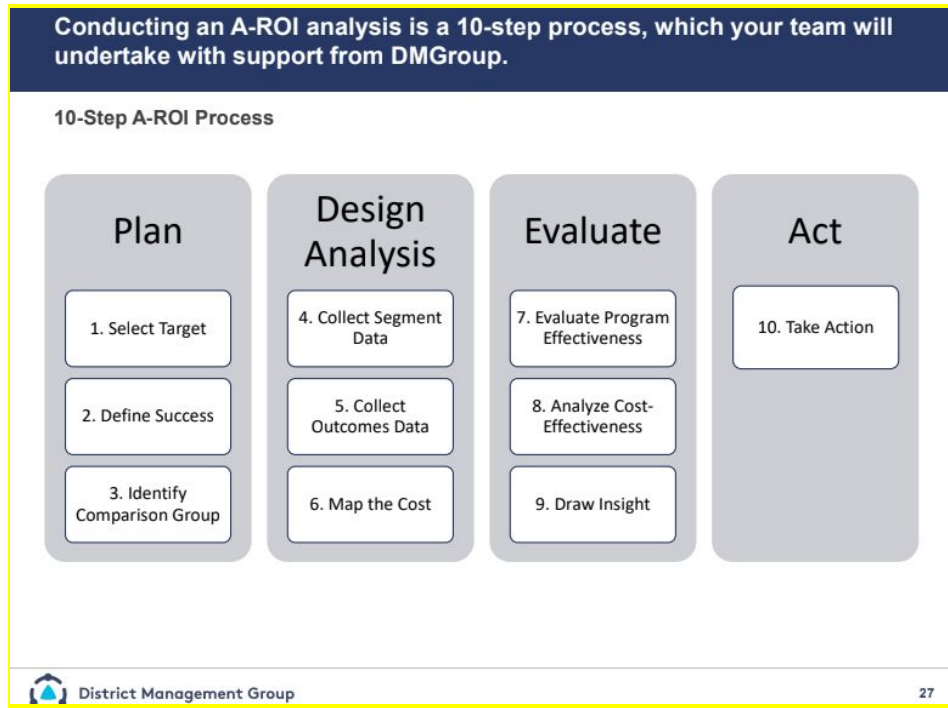 Conducting an A-ROI analysis is a 10-step process, which your team will
undertake with support from DMGroup.
10-Step A-ROI Process
Plan
1. Select Target
2. Define Success
3. Identify
Comparison Group
Design
Analysis
4. Collect Segment
Data
5. Collect
Outcomes Data
6. Map the Cost
Evaluate
7. Evaluate Program
Effectiveness
8. Analyze Cost-
Effectiveness
9. Draw Insight
Act
10. Take Action
District Management Group
27